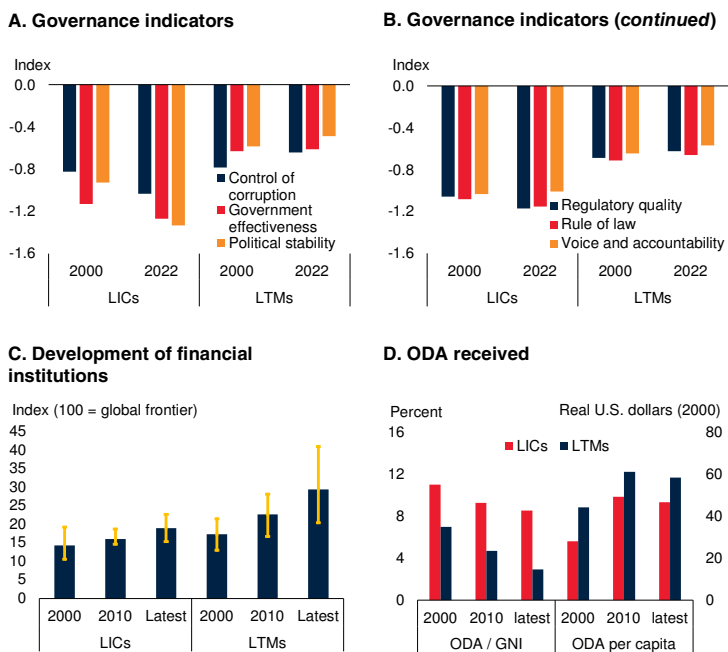 A. Governance indicators
Index
0.0
-0.4
-0.8
-1.2
-1.6
Control of
corruption
Government
effectiveness
Political stability
2000 2022 2000 2022
LICs LTMs
B. Governance indicators (continued)
Index
0.0
-0.4
-0.8
-1.2
-1.6
Regulatory quality
Rule of law
Voice and accountability
2000 2022 2000 2022
LICs LTMs
C. Development of financial
institutions
Index (100 = global frontier)
45
40
35
30
25
20
15
10
5
0
2000 2010 Latest 2000 2010 Latest
LICs LTMs
D. ODA received
Percent Real U.S. dollars (2000)
16 80
LICs LTMs
12 60
8 40
4 20
0 0
2000 2010 latest 2000 2010 latest
ODA / GNI ODA per capita